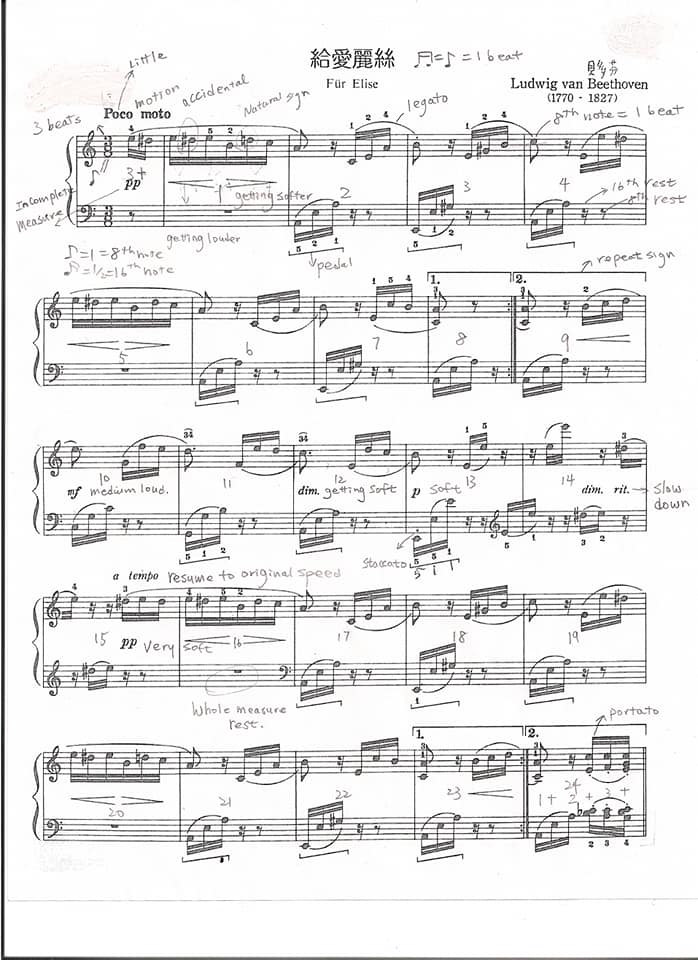 Little
給愛麗絲 ♬=♪=1 beat
貝多芬
Für Elise
Ludwig van Beethoven
(1770 - 1827)
motion accidental
Natural sign
legato
8th note = 1 beat
3 beats
Poco moto
4 5 2 1 2 4 1
3+
pp
1
getting softer
2
3
4
16th rest
8th rest
Incomplete measure
getting louder
5 2 1
pedal
♪=1=8th note
=1/2=16th note
repeat sign
1 5 4
1.
2.
5
6
7
8
9
34
34
3
10
11
12
13
14
mf medium loud.
dim. getting soft
p soft
dim. rit. → slow down
5 1 2
staccato
5 5 1
5 1
a tempo resume to original speed
4
3
15
pp Very soft
16
17
18
19
Whole measure rest.
portato
1.
2.
20
21
22
23
24
1+ 2+ 3+
2 3 4